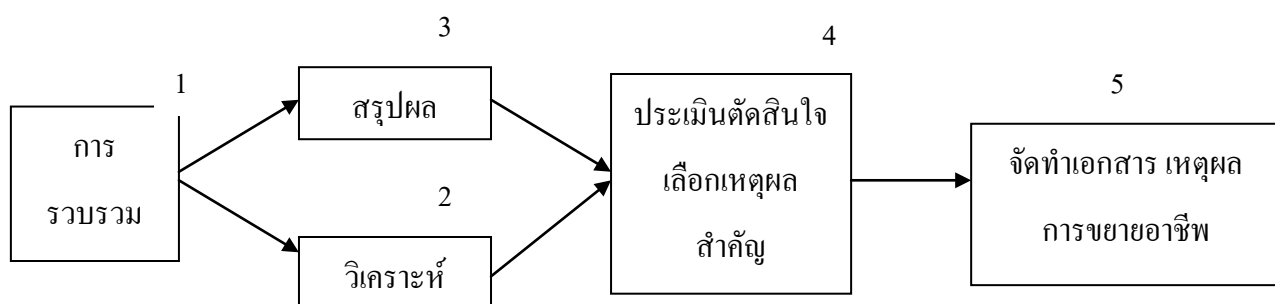 1
การ
รวบรวม
3
สรุปผล
2
วิเคราะห์
4
ประเมินตัดสินใจ
เลือกเหตุผล
สำคัญ
5
จัดทำเอกสาร เหตุผล
การขยายอาชีพ